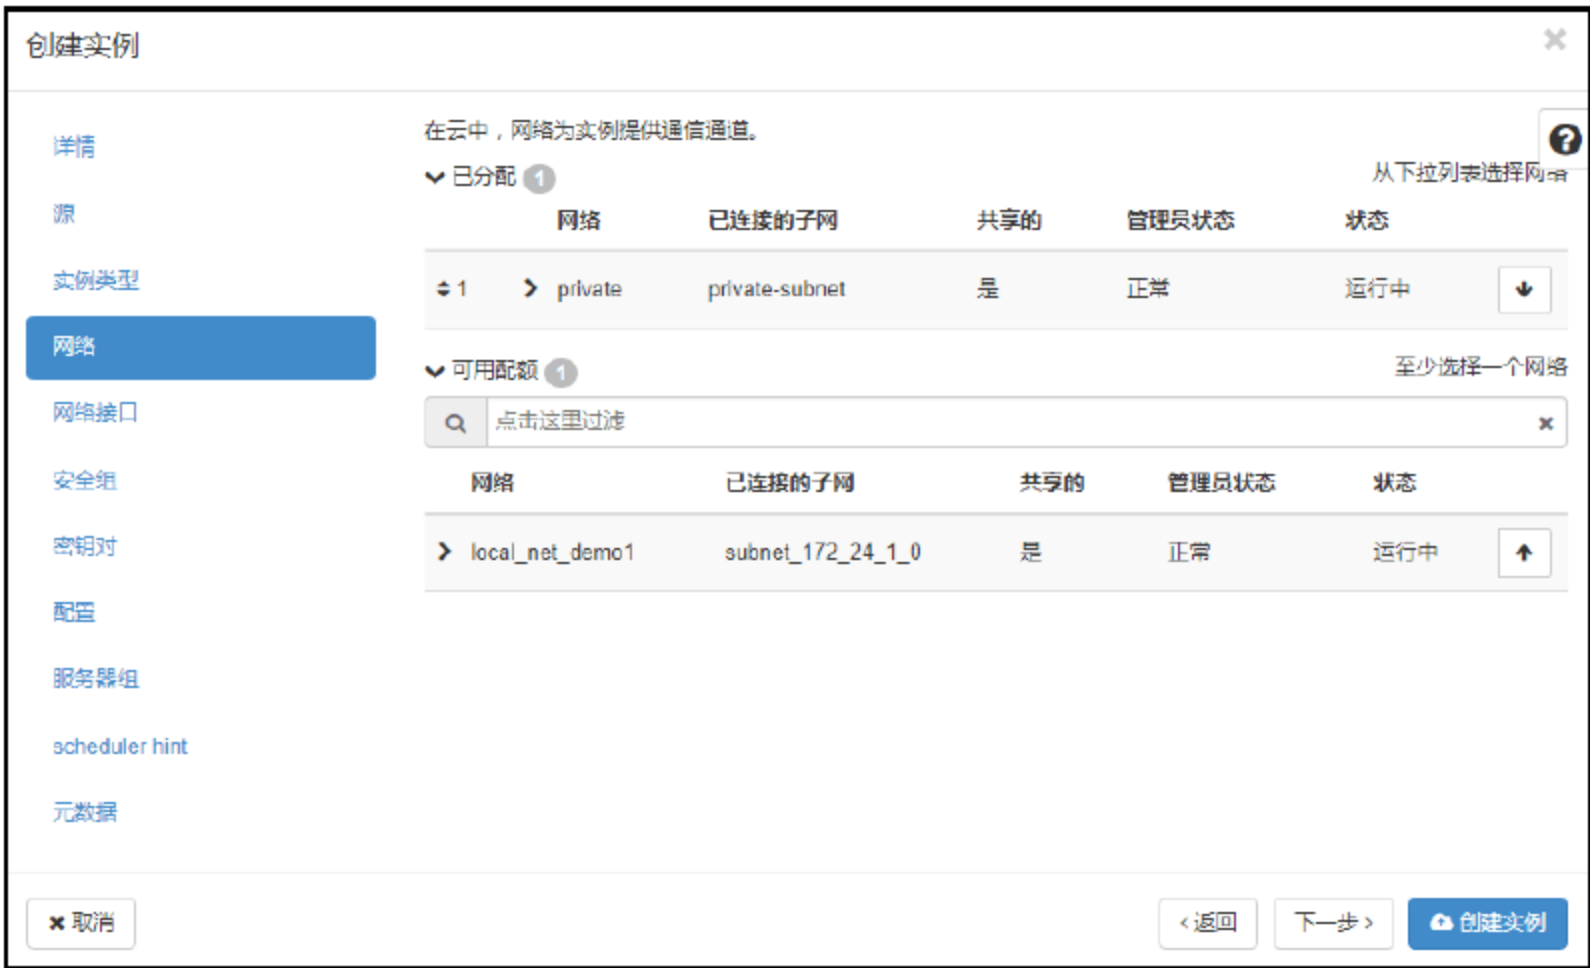 创建实例
详情
源
实例类型
网络
网络接口
安全组
密钥对
配置
服务器组
scheduler hint
元数据
在云中，网络为实例提供通信通道。
已分配 1
从下拉列表选择网络
网络 已连接的子网 共享的 管理员状态 状态
1 private private-subnet 是 正常 运行中
可用配额 1
至少选择一个网络
点击这里过滤
网络 已连接的子网 共享的 管理员状态 状态
local_net_demo1 subnet_172_24_1_0 是 正常 运行中
取消
‹返回
下一步›
创建实例